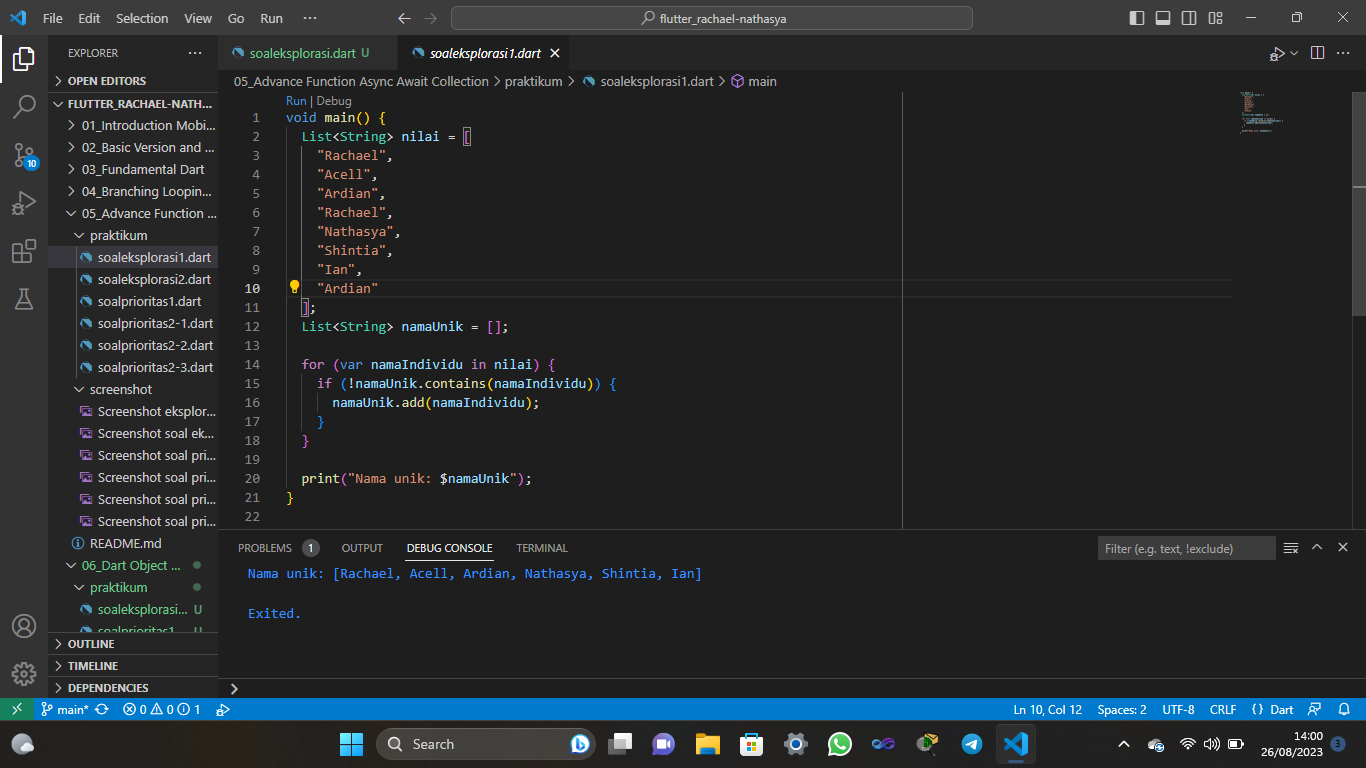 File Edit Selection View Go Run ··· flutter_rachael-nathasya
EXPLORER ···
OPEN EDITORS
FLUTTER_RACHAEL-NATH...
01_Introduction Mobi...
02_Basic Version and ...
03_Fundamental Dart
04_Branching Loopin...
05_Advance Function ...
praktikum
soaleksplorasi1.dart
soaleksplorasi2.dart
soalprioritas1.dart
soalprioritas2-1.dart
soalprioritas2-2.dart
soalprioritas2-3.dart
screenshot
Screenshot eksplor...
Screenshot soal ek...
Screenshot soal pri...
Screenshot soal pri...
Screenshot soal pri...
Screenshot soal pri...
README.md
06_Dart Object ...
praktikum
soaleksplorasi... U
soalprioritas1... U
OUTLINE
TIMELINE
DEPENDENCIES
10
soaleksplorasi.dart U soaleksplorasi1.dart
05_Advance Function Async Await Collection > praktikum > soaleksplorasi1.dart > main
Run | Debug
1 void main() {
2 List<String> nilai = [
3 "Rachael",
4 "Acell",
5 "Ardian",
6 "Rachael",
7 "Nathasya",
8 "Shintia",
9 "Ian",
10 "Ardian"
11 ];
12 List<String> namaUnik = [];
13
14 for (var namaIndividu in nilai) {
15 if (!namaUnik.contains(namaIndividu)) {
16 namaUnik.add(namaIndividu);
17 }
18 }
19
20 print("Nama unik: $namaUnik");
21 }
22
PROBLEMS 1 OUTPUT DEBUG CONSOLE TERMINAL Filter (e.g. text, !exclude)
Nama unik: [Rachael, Acell, Ardian, Nathasya, Shintia, Ian]
Exited.
main* 0 0 1 Ln 10, Col 12 Spaces: 2 UTF-8 CRLF {} Dart
Search 14:00
26/08/2023 3